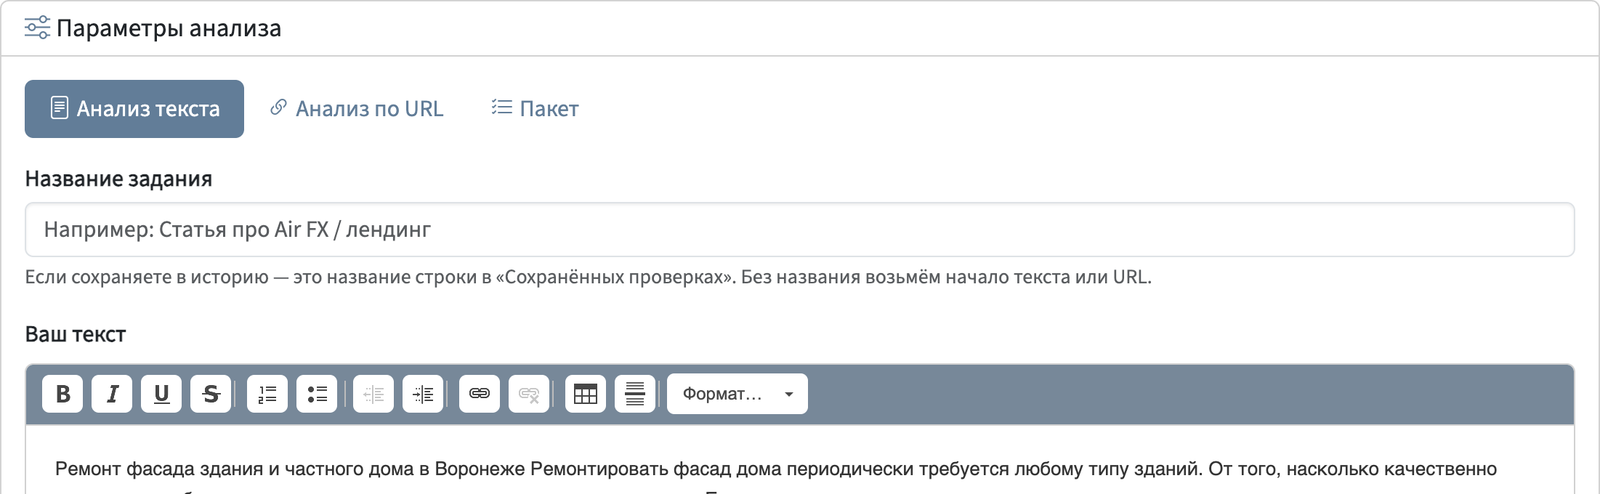 Параметры анализа
Анализ текста Анализ по URL Пакет
Название задания
Например: Статья про Air FX / лендинг
Если сохраняете в историю — это название строки в «Сохранённых проверках». Без названия возьмём начало текста или URL.
Ваш текст
B I U S Формат...
Ремонт фасада здания и частного дома в Воронеже Ремонтировать фасад дома периодически требуется любому типу зданий. От того, насколько качественно